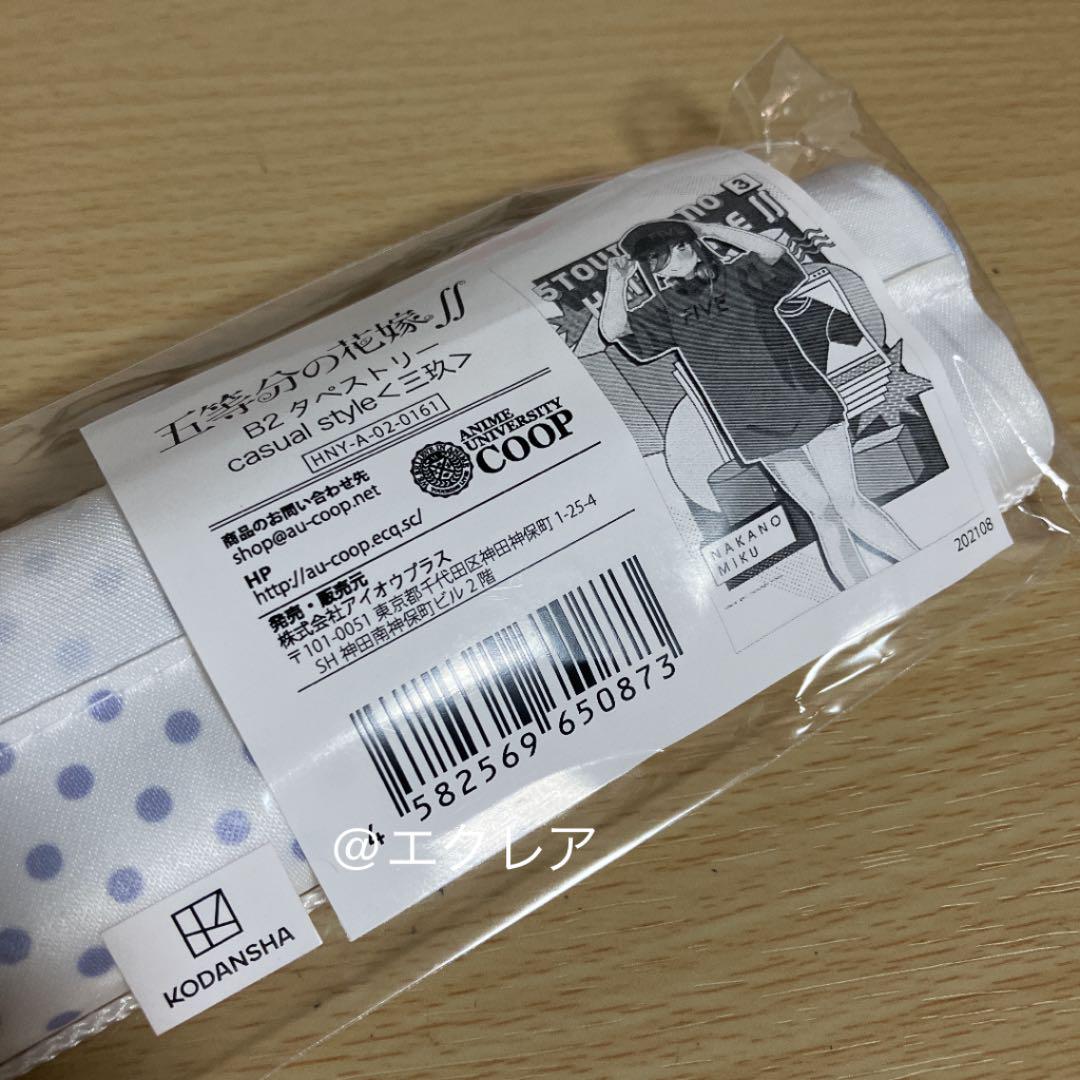 五等分の花嫁∬
B2 タペストリー
casual style<三玖>
HNY-A-02-0161
ANIME
UNIVERSITY
COOP
商品のお問い合わせ先
shop@au-coop.net
HP
http://au-coop.ecq.sc/
発売・販売元
株式会社アイオウプラス
〒101-0051 東京都千代田区神田神保町 1-25-4
SH 神田南神保町ビル 2 階
4 582569 650873
3
FIVE
NAKANO
MIKU
202108
@エクレア
KODANSHA